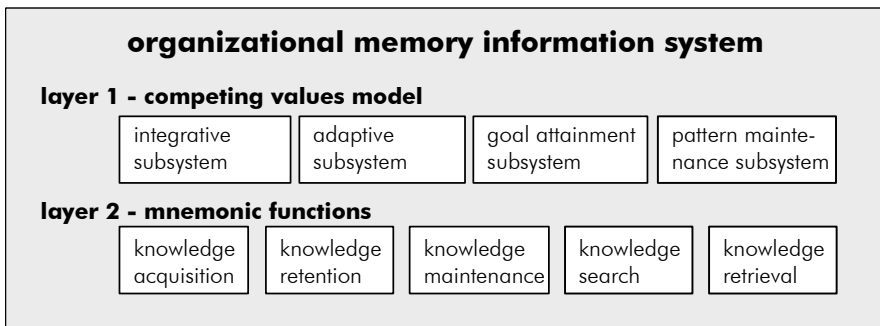 organizational memory information system
layer 1 - competing values model
integrative
subsystem
adaptive
subsystem
goal attainment
subsystem
pattern mainte-
nance subsystem
layer 2 - mnemonic functions
knowledge
acquisition
knowledge
retention
knowledge
maintenance
knowledge
search
knowledge
retrieval